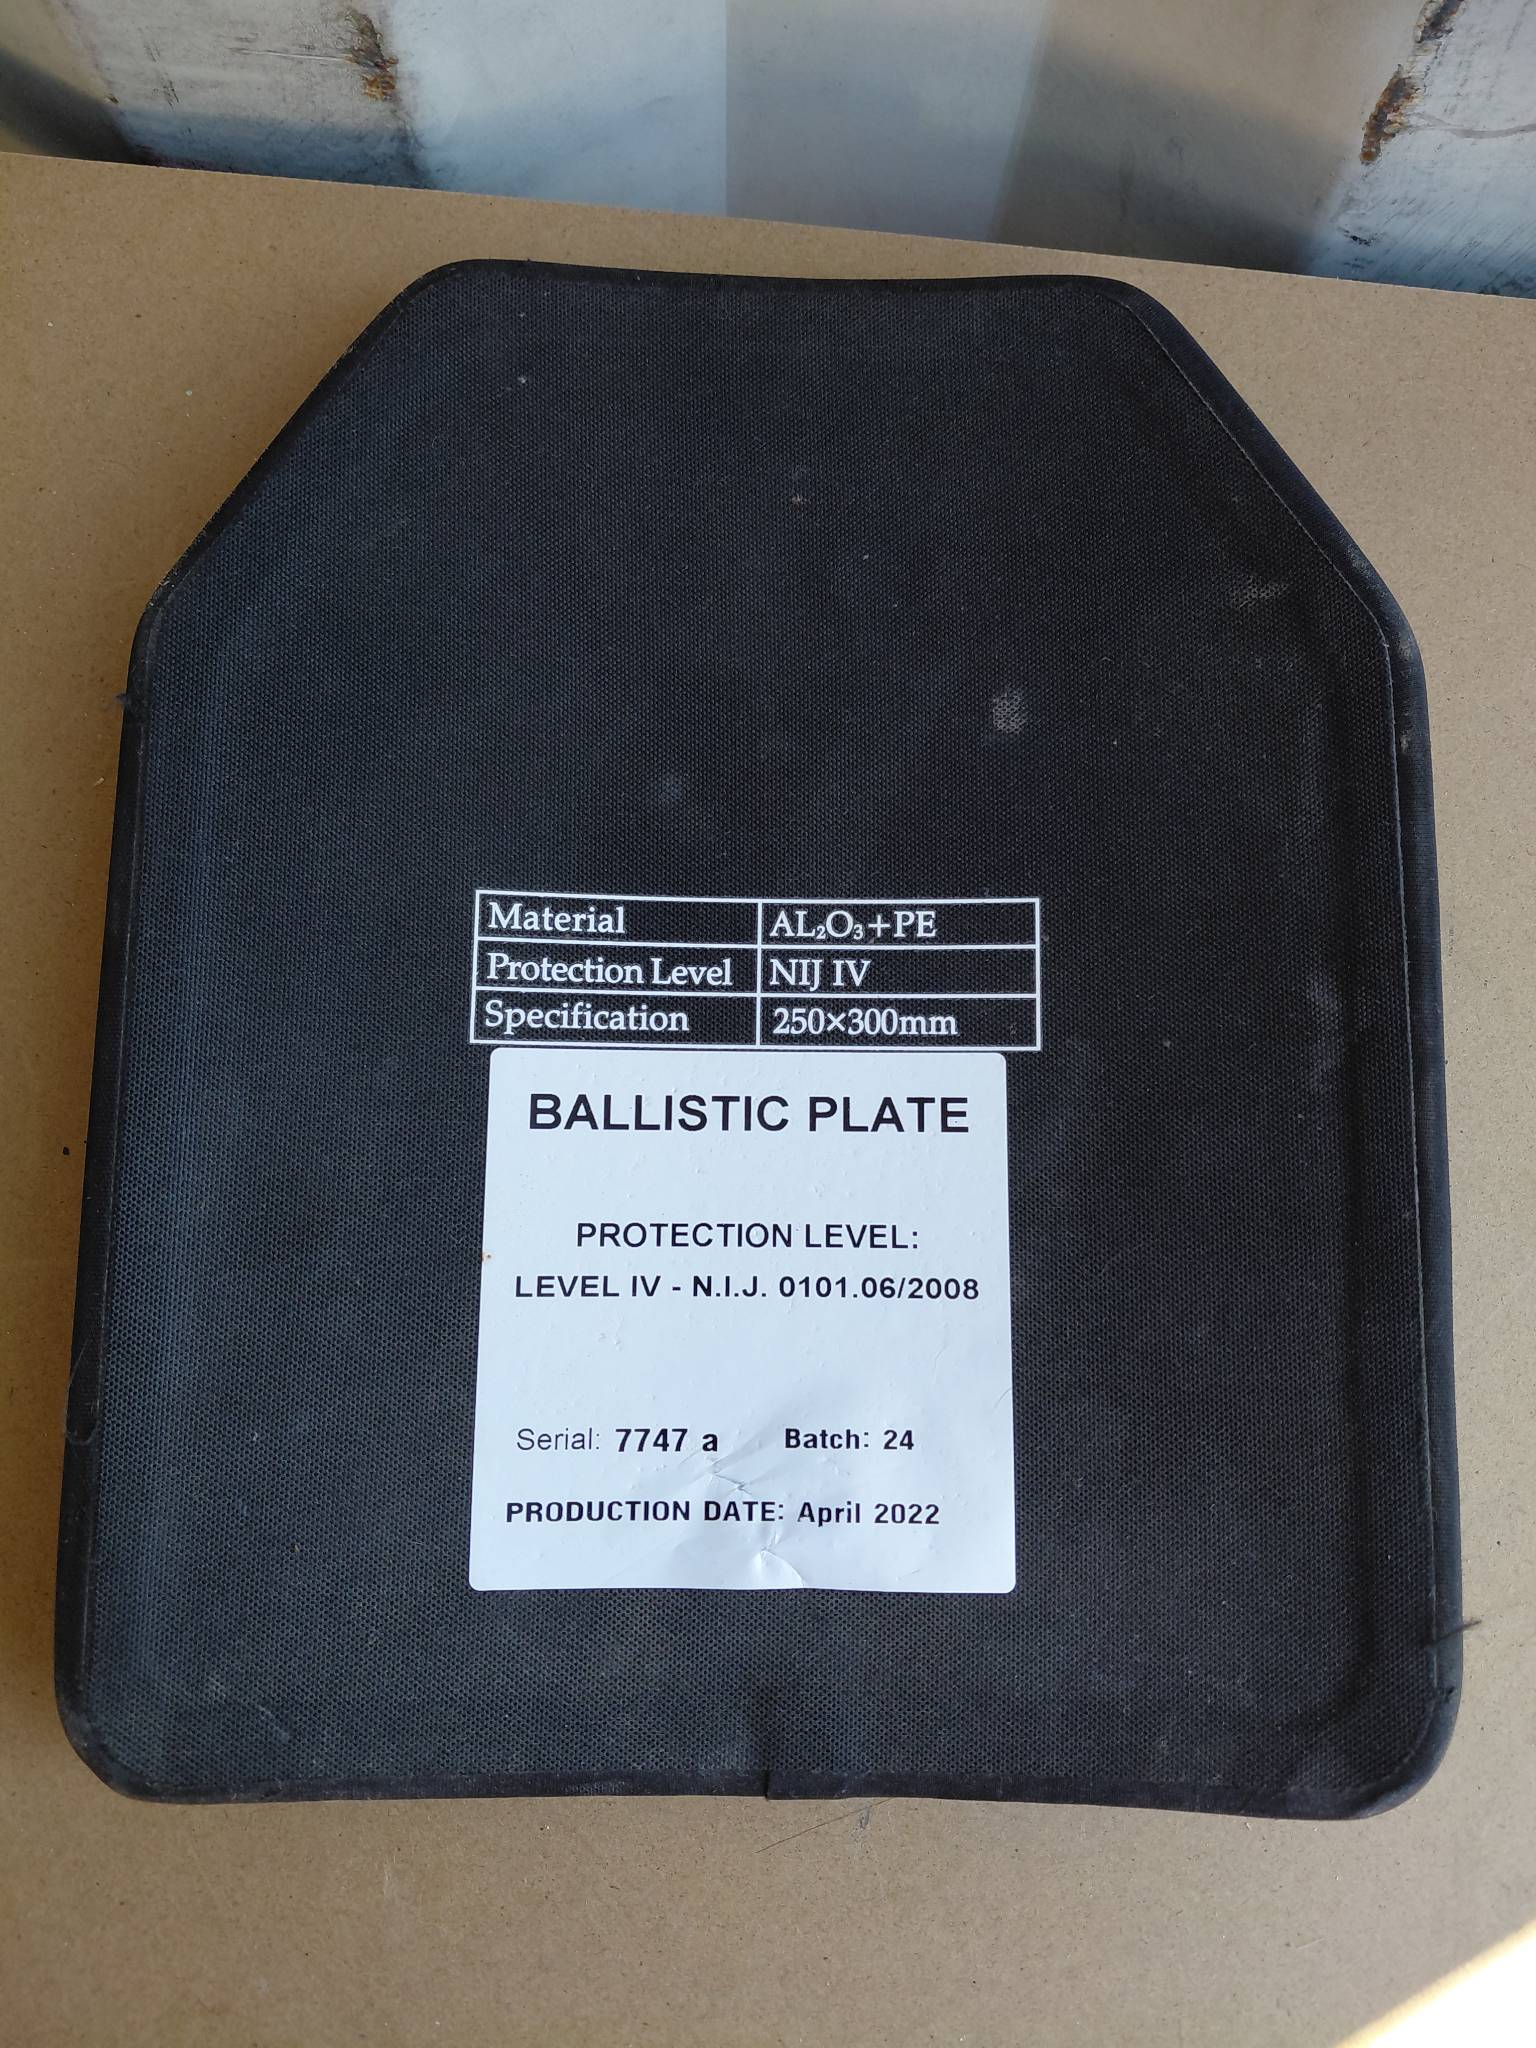 Material AL₂O₃+PE
Protection Level NIJ IV
Specification 250×300mm
BALLISTIC PLATE
PROTECTION LEVEL:
LEVEL IV - N.I.J. 0101.06/2008
Serial: 7747 a Batch: 24
PRODUCTION DATE: April 2022